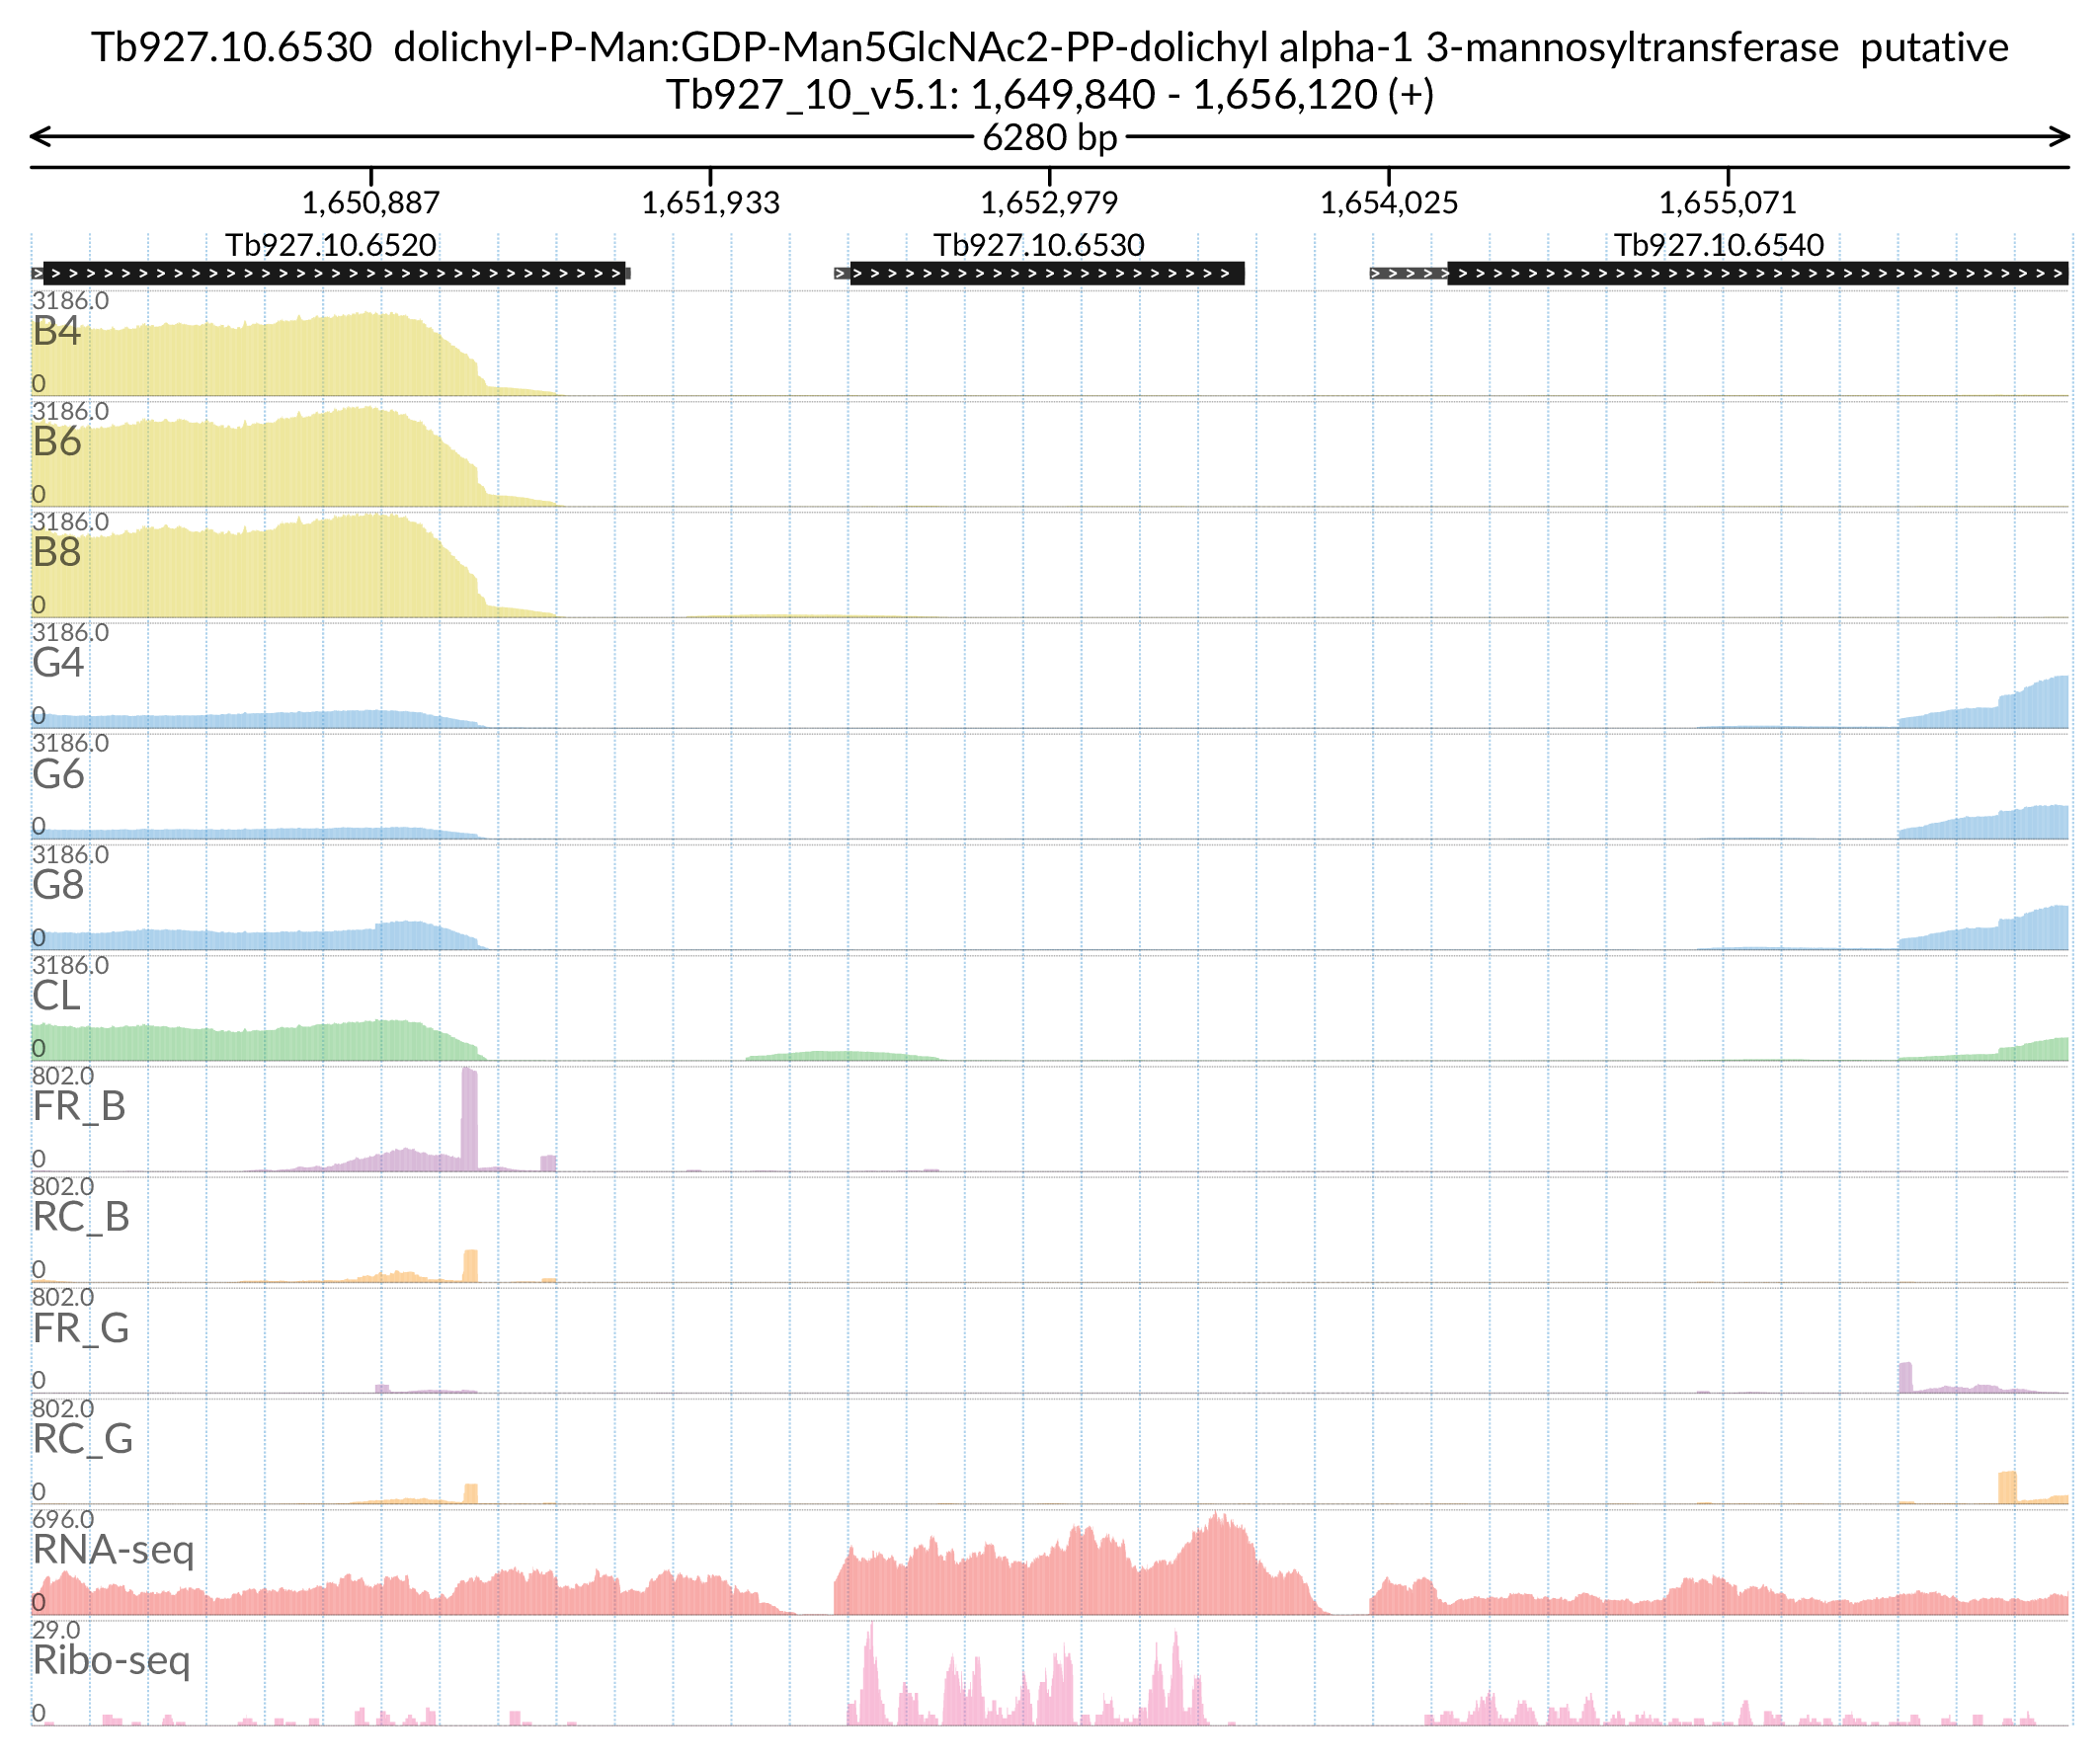 Tb927.10.6530  dolichyl-P-Man:GDP-Man5GlcNAc2-PP-dolichyl alpha-1 3-mannosyltransferase  putative
Tb927_10_v5.1: 1,649,840 - 1,656,120 (+)
6280 bp
1,650,887 1,651,933 1,652,979 1,654,025 1,655,071
Tb927.10.6520 Tb927.10.6530 Tb927.10.6540
3186.0
B4
0
3186.0
B6
0
3186.0
B8
0
3186.0
G4
0
3186.0
G6
0
3186.0
G8
0
3186.0
CL
0
802.0
FR_B
0
802.0
RC_B
0
802.0
FR_G
0
802.0
RC_G
0
696.0
RNA-seq
0
29.0
Ribo-seq
0